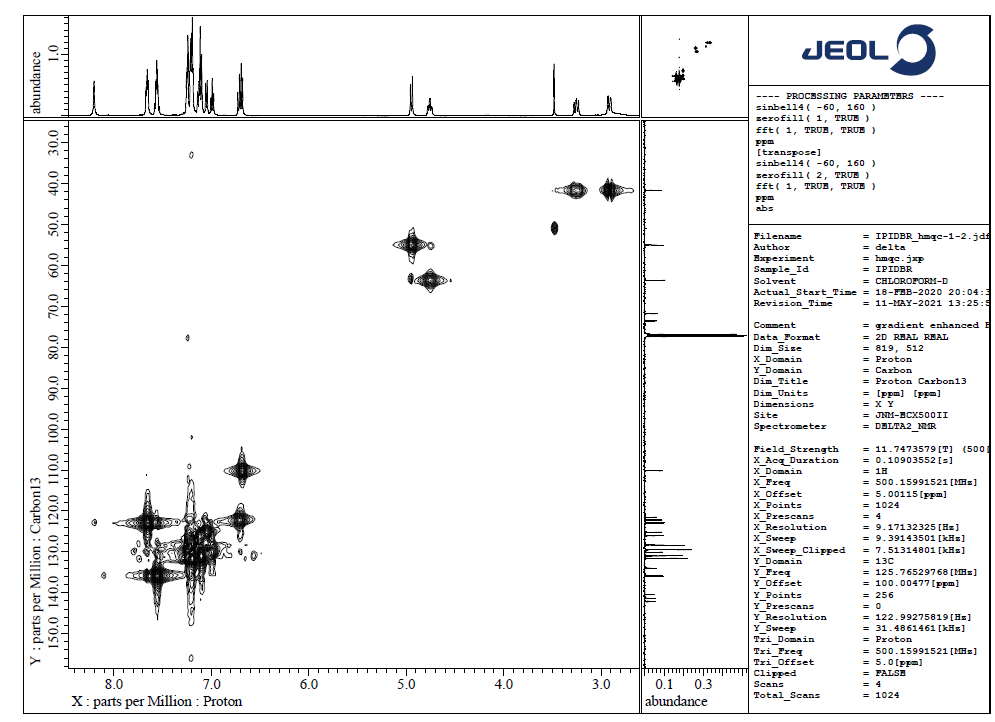 abundance
1.0
JEOL
---- PROCESSING PARAMETERS ----
sinbell4( -60, 160 )
zerofill( 1, TRUE )
fft( 1, TRUE, TRUE )
ppm
[transpose]
sinbell4( -60, 160 )
zerofill( 2, TRUE )
fft( 1, TRUE, TRUE )
ppm
abs
Filename = IPIDBR_hmqc-1-2.jdf
Author = delta
Experiment = hmqc.jxp
Sample_Id = IPIDBR
Solvent = CHLOROFORM-D
Actual_Start_Time = 18-FEB-2020 20:04:3
Revision_Time = 11-MAY-2021 13:25:5
Comment = gradient enhanced
Data_Format = 2D REAL REAL
Dim_Size = 819, 512
X_Domain = Proton
Y_Domain = Carbon
Dim_Title = Proton Carbon13
Dim_Units = [ppm] [ppm]
Dimensions = X Y
Site = JNM-ECX500II
Spectrometer = DELTA2_NMR
Field_Strength = 11.7473579[T] (500[
X_Acq_Duration = 0.10903552[s]
X_Domain = 1H
X_Freq = 500.15991521[MHz]
X_Offset = 5.00115[ppm]
X_Points = 1024
X_Prescans = 4
X_Resolution = 9.17132325[Hz]
X_Sweep = 9.39143501[kHz]
X_Sweep_Clipped = 7.51314801[kHz]
Y_Domain = 13C
Y_Freq = 125.76529768[MHz]
Y_Offset = 100.00477[ppm]
Y_Points = 256
Y_Prescans = 0
Y_Resolution = 122.99275819[Hz]
Y_Sweep = 31.4861461[kHz]
Tri_Domain = Proton
Tri_Freq = 500.15991521[MHz]
Tri_Offset = 5.0[ppm]
Clipped = FALSE
Scans = 4
Total_Scans = 1024
30.0
40.0
50.0
60.0
70.0
80.0
90.0
100.0
110.0
120.0
130.0
140.0
150.0
Y : parts per Million : Carbon13
8.0 7.0 6.0 5.0 4.0 3.0
X : parts per Million : Proton
0.1 0.3
abundance